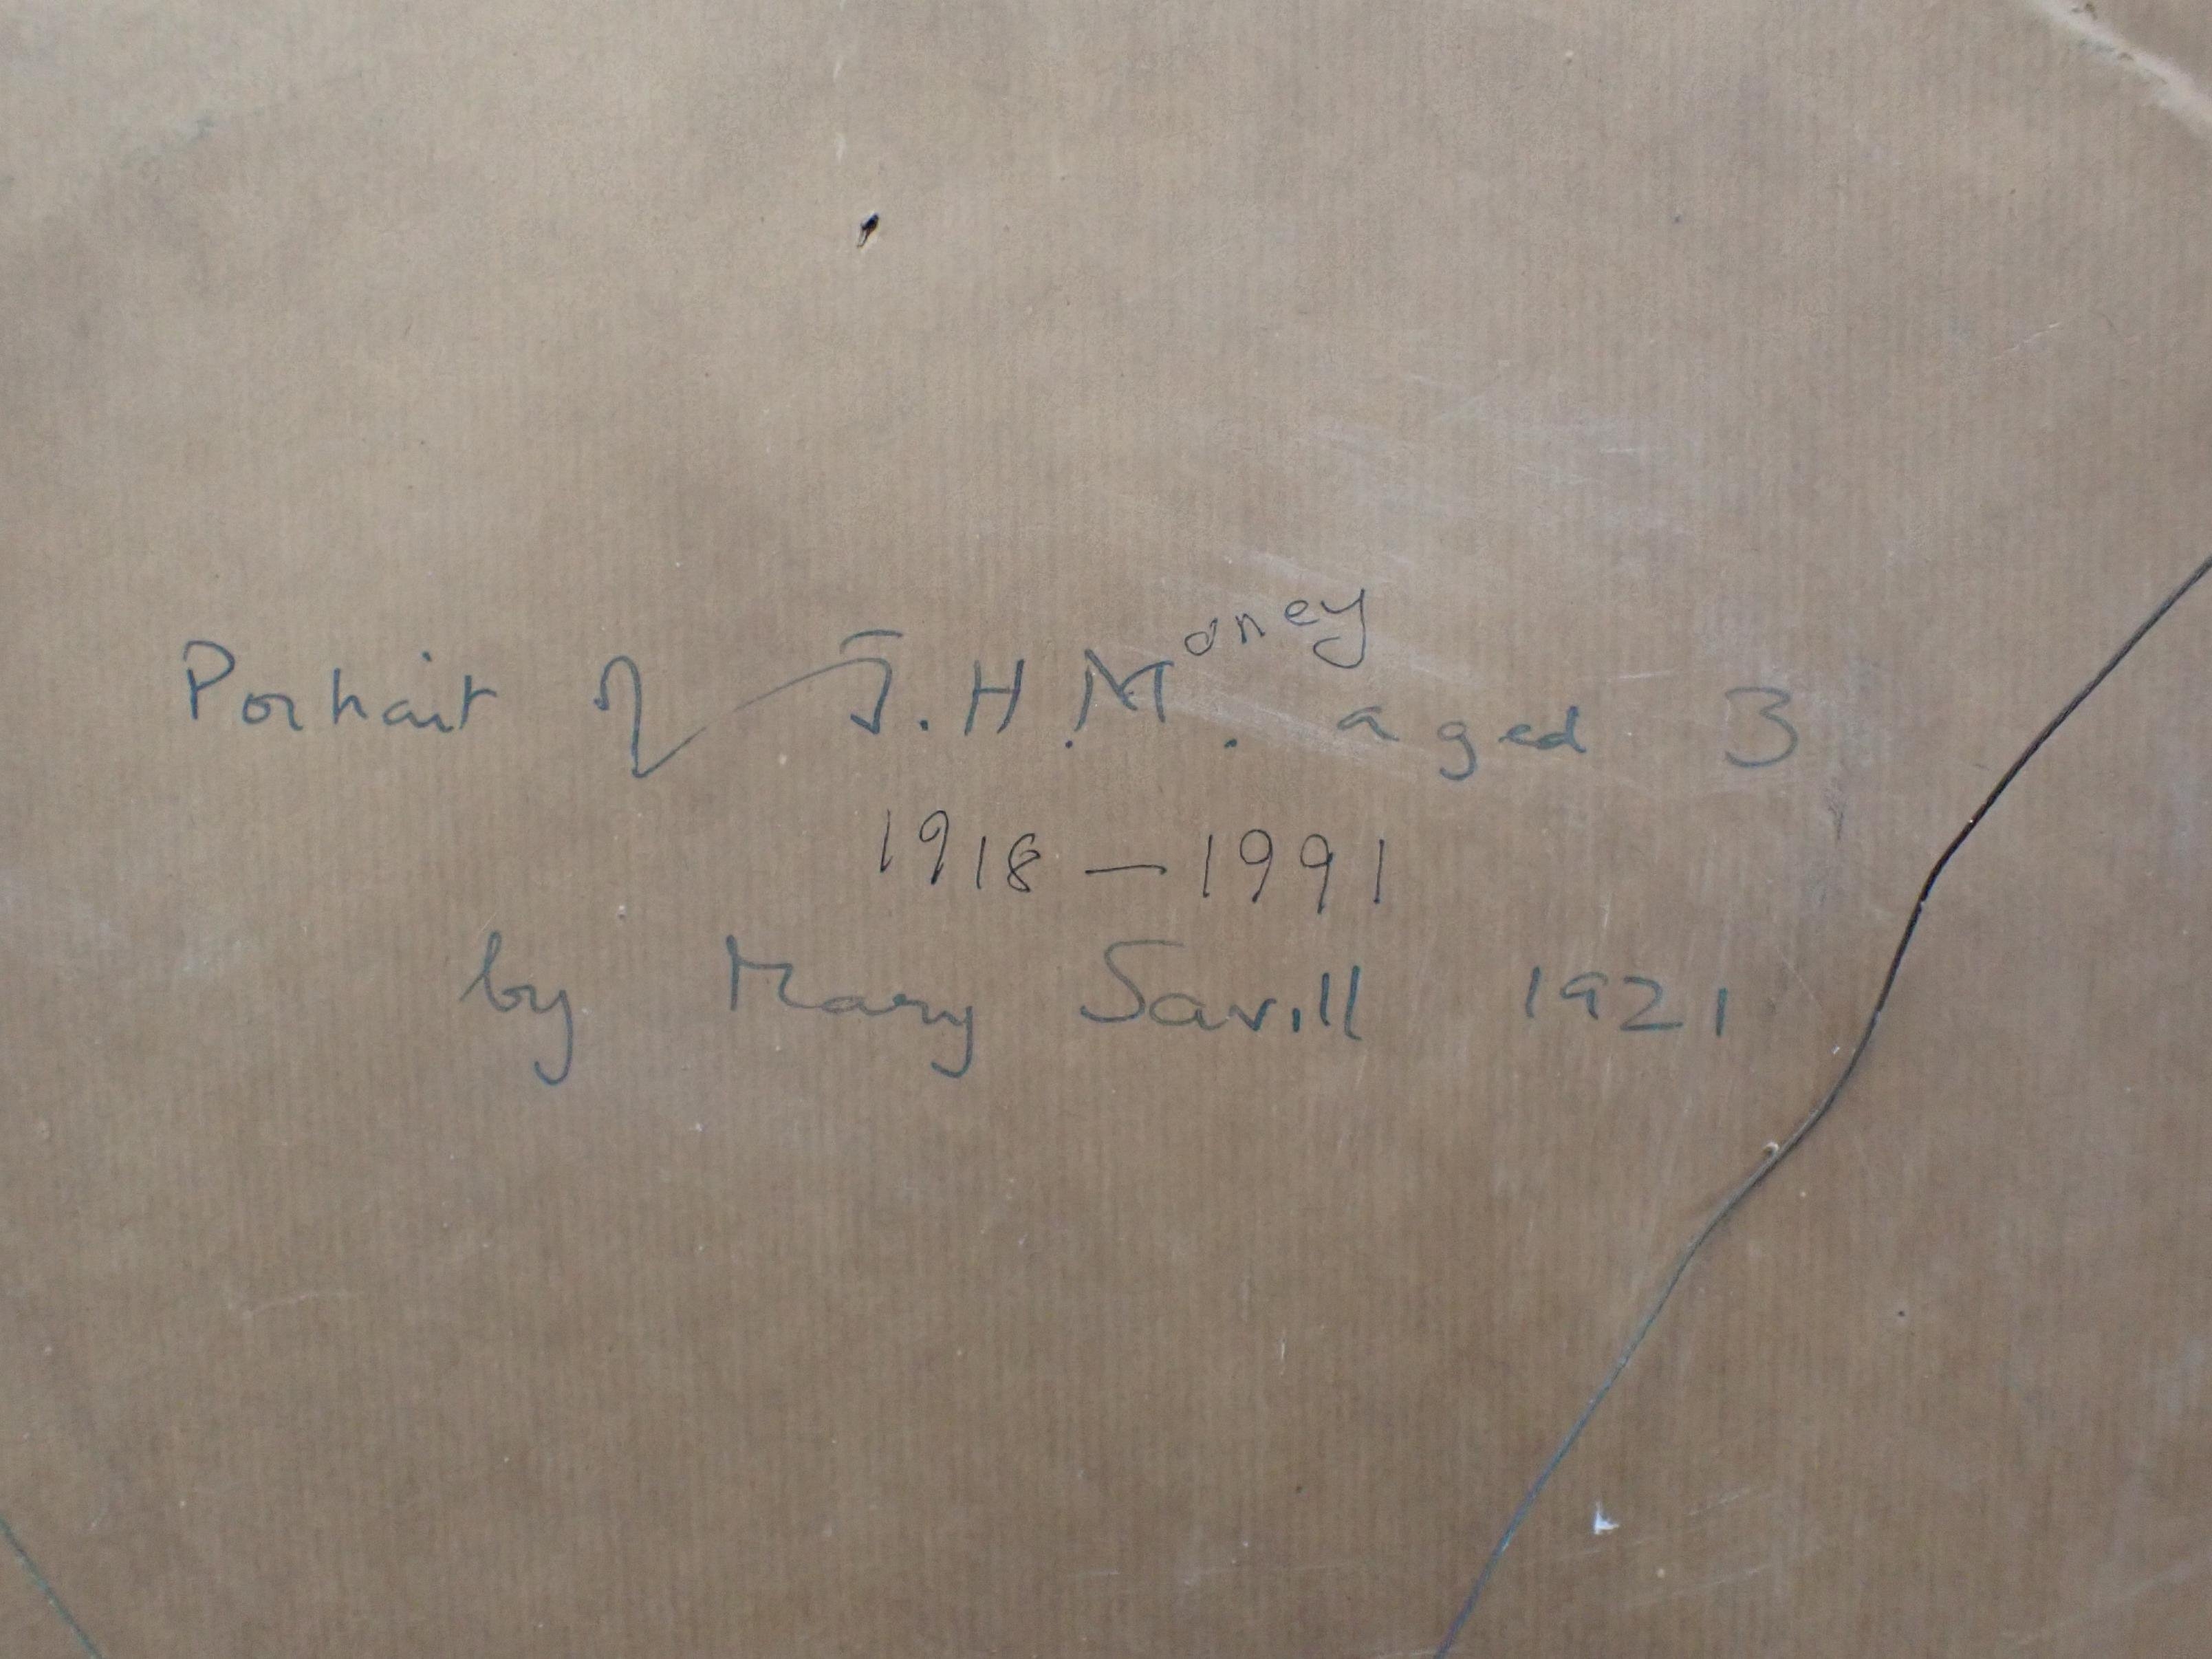 Portrait of J.H.Money. aged 3
1918 — 1991
by Mary Savill 1921